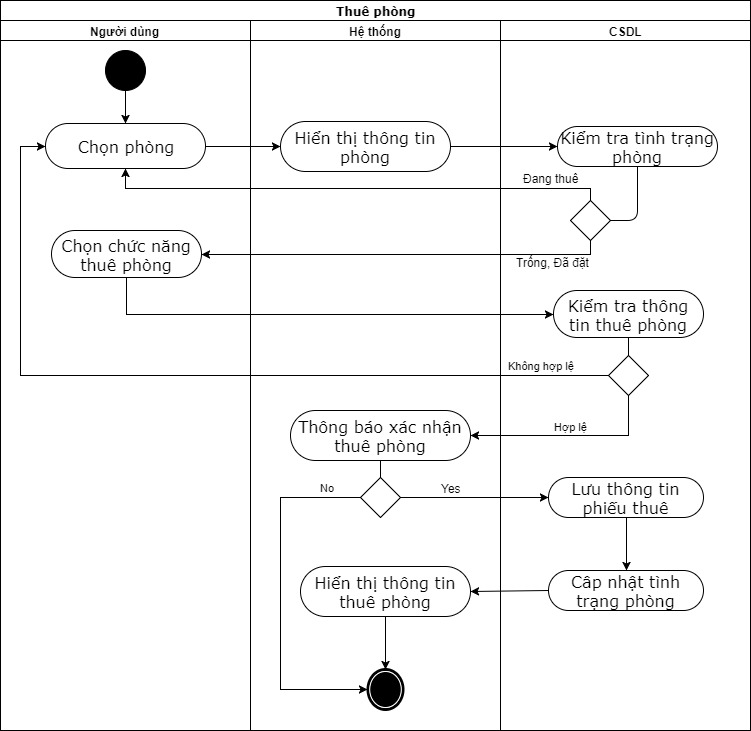 Thuê phòng
Người dùng
Hệ thống
CSDL
Chọn phòng
Hiển thị thông tin
phòng
Kiểm tra tình trạng
phòng
Đang thuê
Chọn chức năng
thuê phòng
Trống, Đã đặt
Kiểm tra thông
tin thuê phòng
Không hợp lệ
Hợp lệ
Thông báo xác nhận
thuê phòng
No
Yes
Lưu thông tin
phiếu thuê
Hiển thị thông tin
thuê phòng
Câp nhật tình
trạng phòng